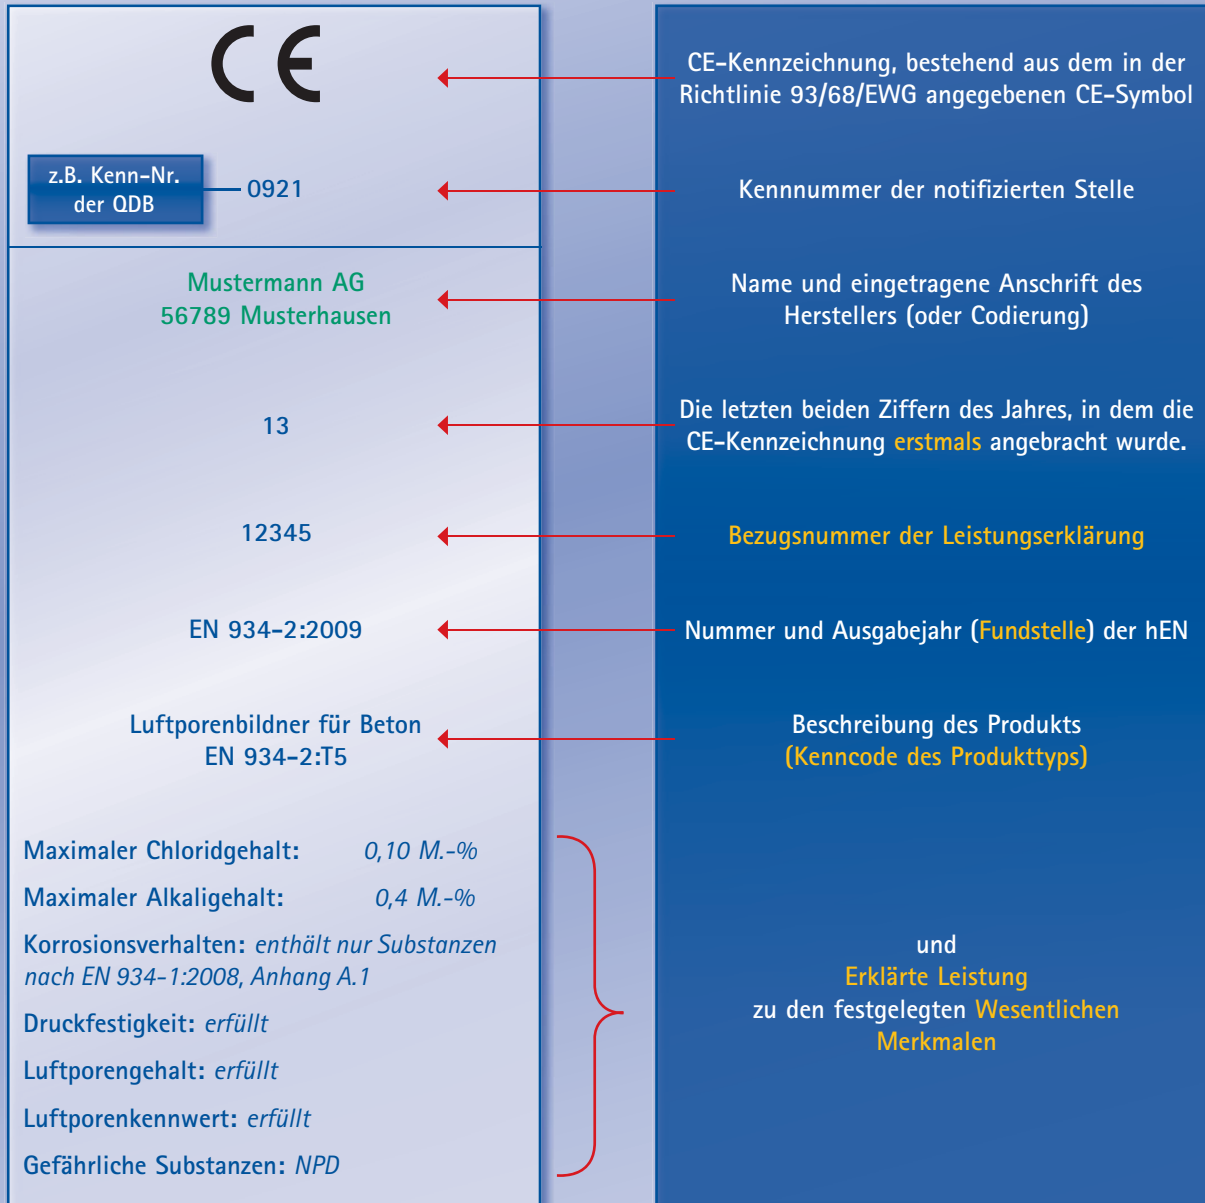 CE
CE-Kennzeichnung, bestehend aus dem in der
Richtlinie 93/68/EWG angegebenen CE-Symbol
z.B. Kenn-Nr.
der QDB
0921
Kennnummer der notifizierten Stelle
Mustermann AG
56789 Musterhausen
Name und eingetragene Anschrift des
Herstellers (oder Codierung)
13
Die letzten beiden Ziffern des Jahres, in dem die
CE-Kennzeichnung erstmals angebracht wurde.
12345
Bezugsnummer der Leistungserklärung
EN 934-2:2009
Nummer und Ausgabejahr (Fundstelle) der hEN
Luftporenbildner für Beton
EN 934-2:T5
Beschreibung des Produkts
(Kenncode des Produkttyps)
Maximaler Chloridgehalt: 0,10 M.-%
Maximaler Alkaligehalt: 0,4 M.-%
Korrosionsverhalten: enthält nur Substanzen
nach EN 934-1:2008, Anhang A.1
Druckfestigkeit: erfüllt
Luftporengehalt: erfüllt
Luftporenkennwert: erfüllt
Gefährliche Substanzen: NPD
und
Erklärte Leistung
zu den festgelegten Wesentlichen
Merkmalen